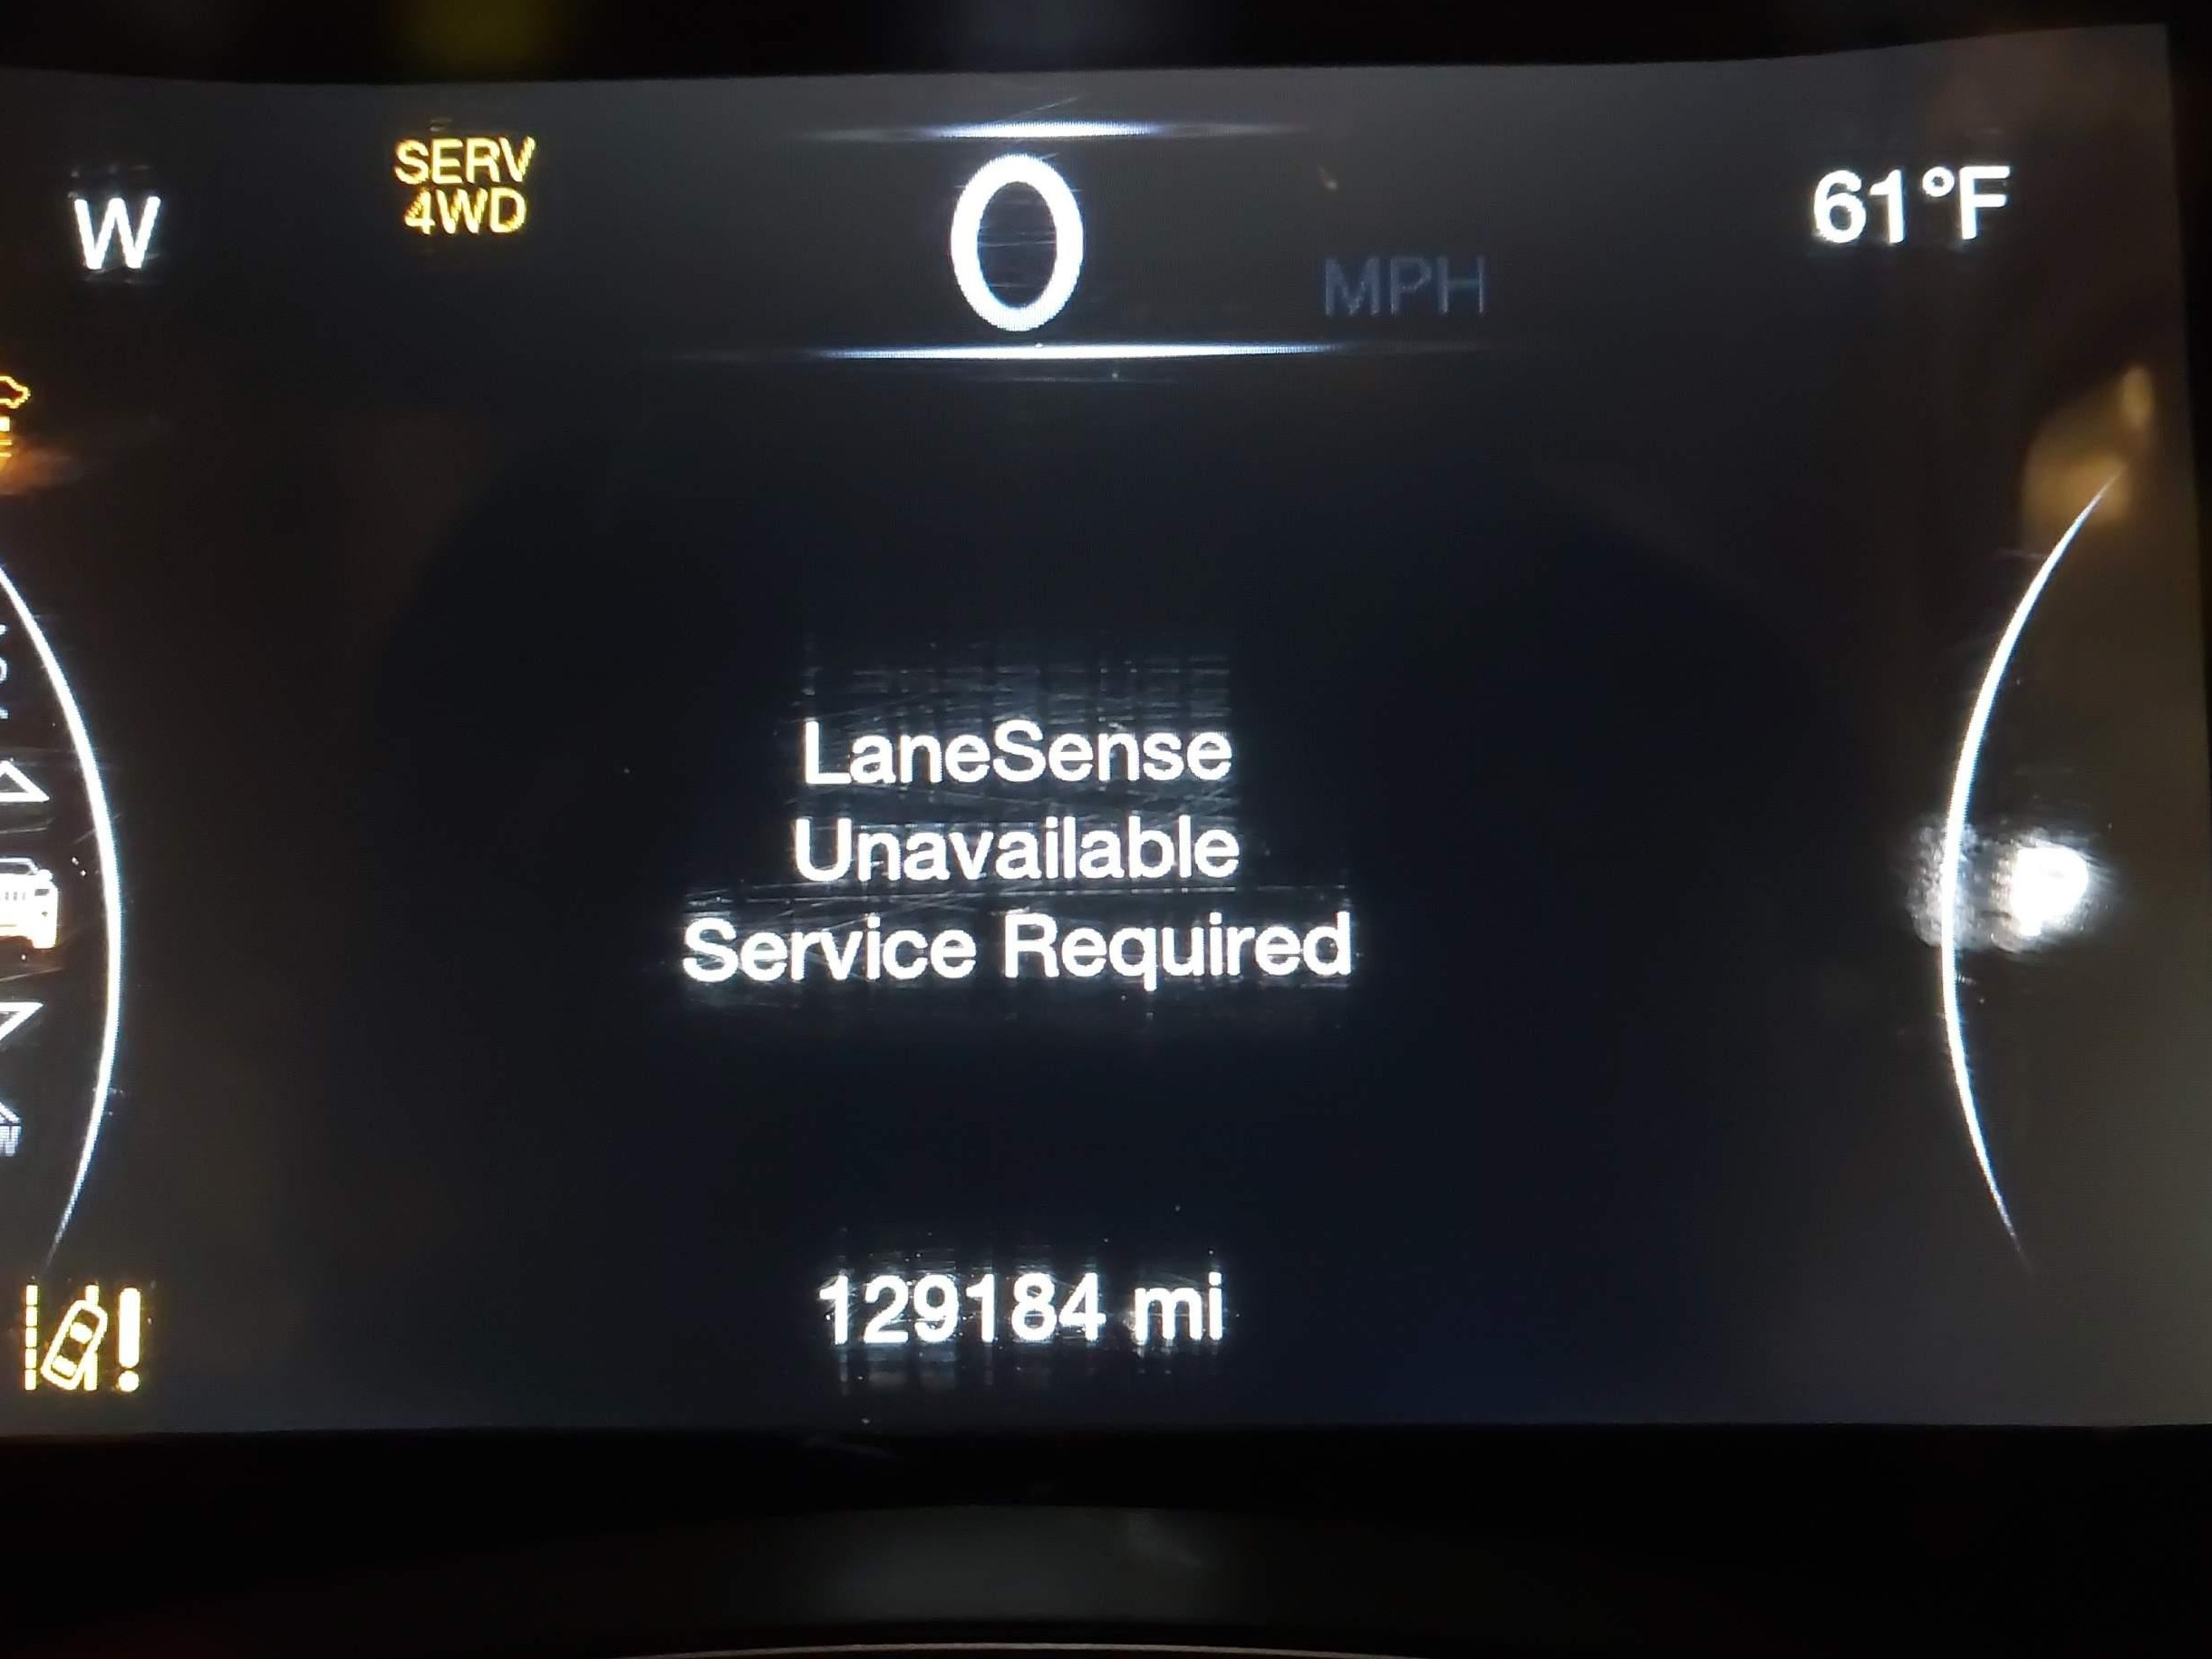 W
SERV
4WD
0
MPH
61°F
LaneSense
Unavailable
Service Required
P
129184 mi